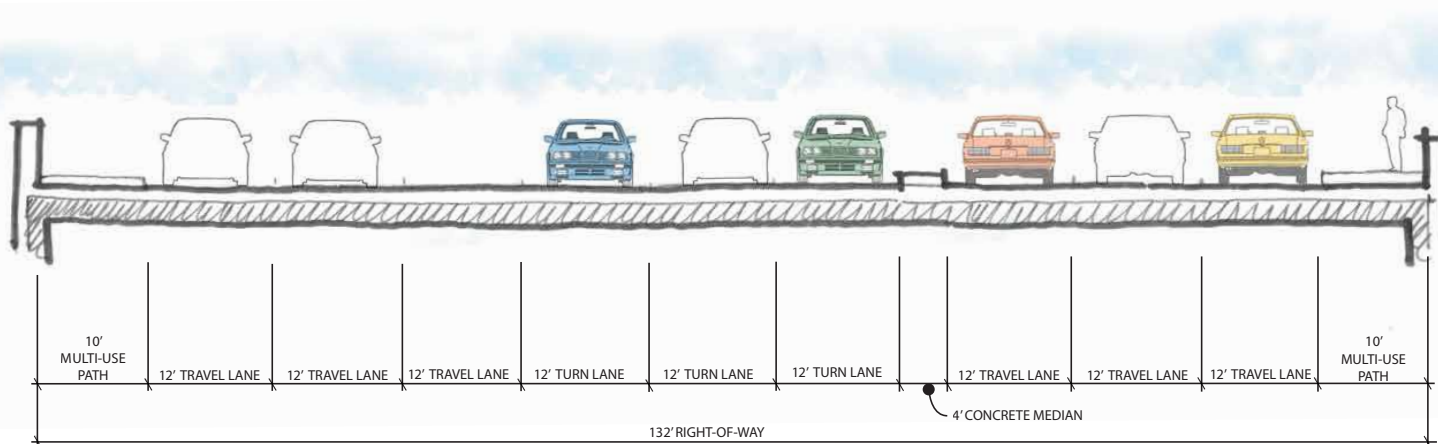 10’
MULTI-USE
PATH
12’ TRAVEL LANE
12’ TRAVEL LANE
12’ TRAVEL LANE
12’ TURN LANE
12’ TURN LANE
12’ TURN LANE
12’ TRAVEL LANE
12’ TRAVEL LANE
12’ TRAVEL LANE
10’
MULTI-USE
PATH
4’ CONCRETE MEDIAN
132’ RIGHT-OF-WAY